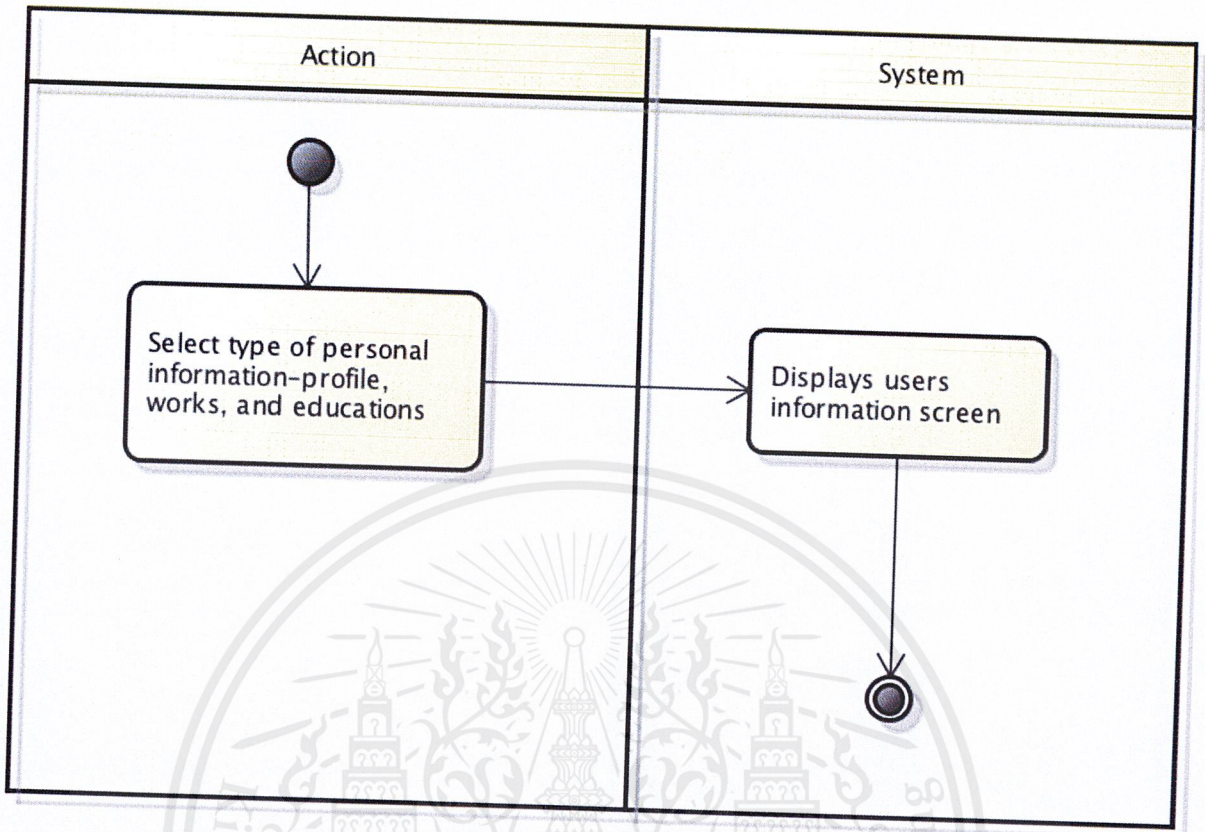 Action
System
Select type of personal
information-profile,
works, and educations
Displays users
information screen